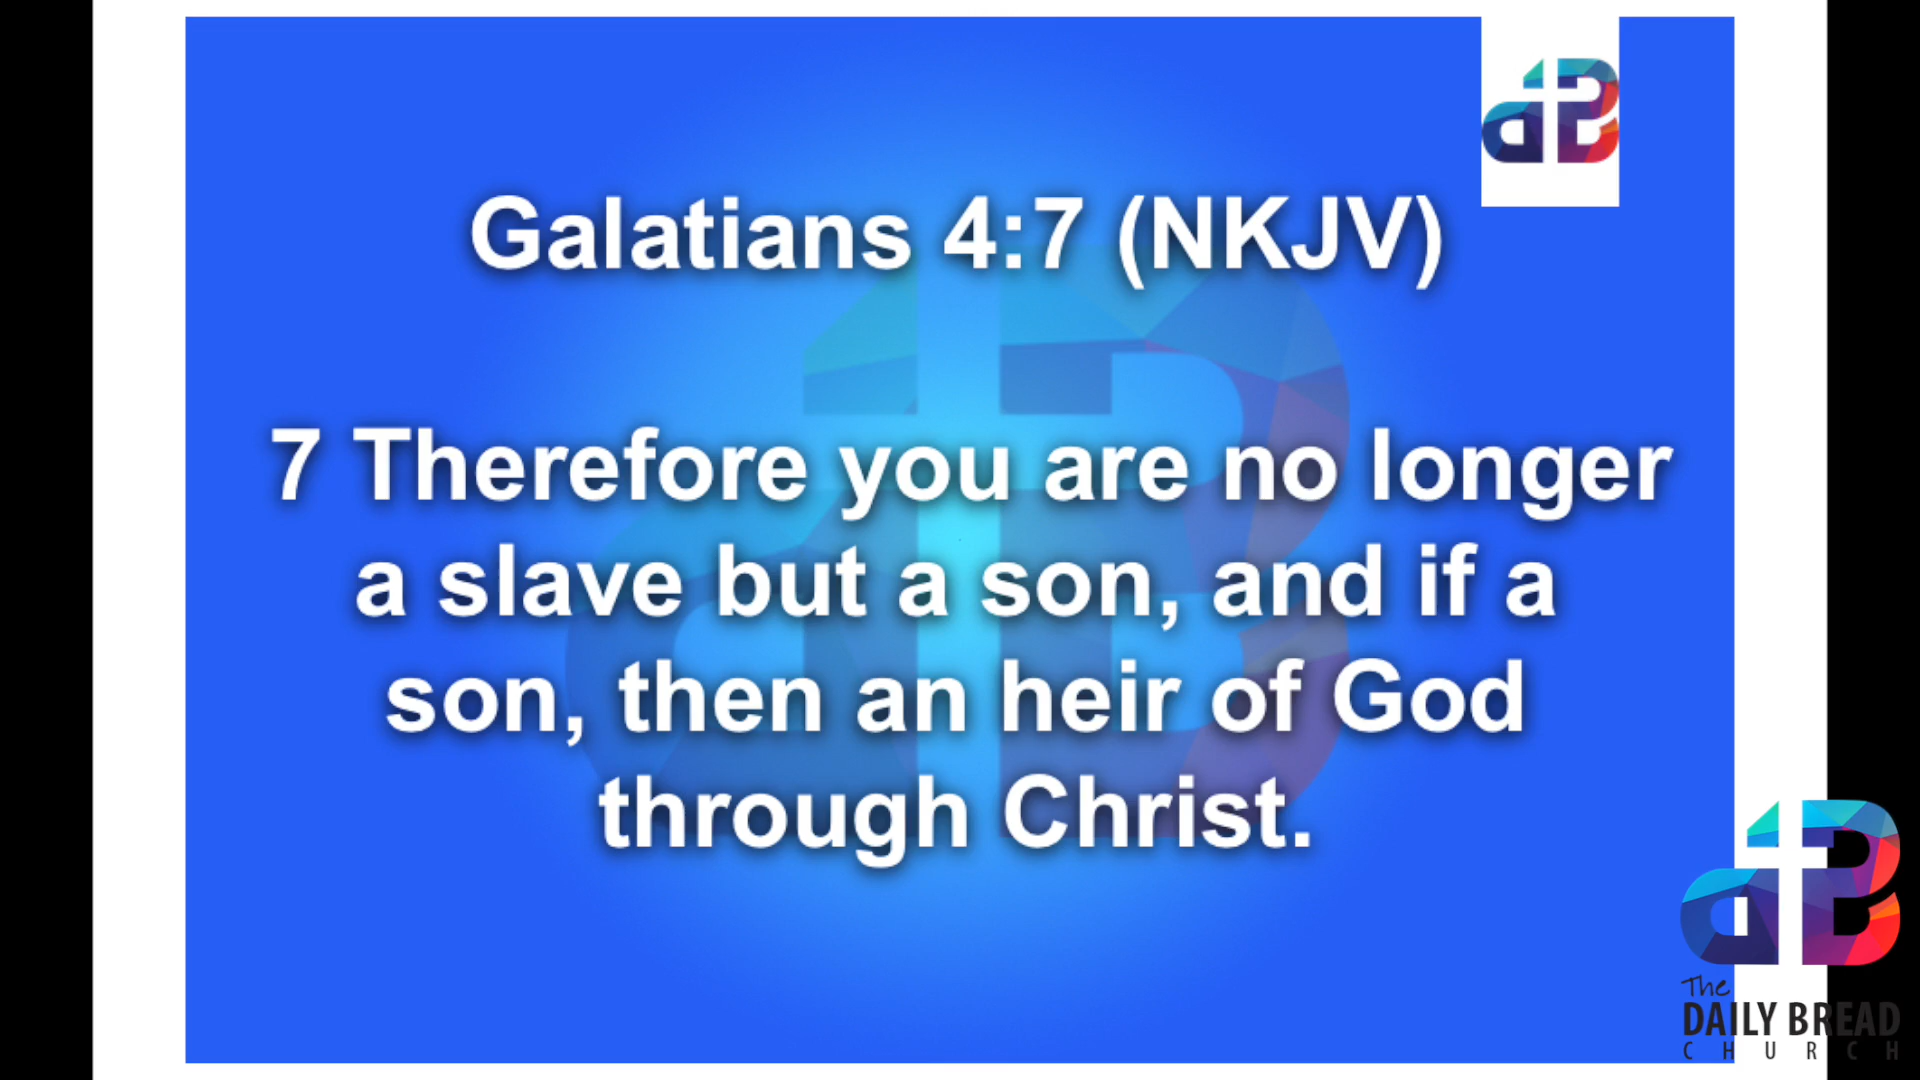 Galatians 4:7 (NKJV)
7 Therefore you are no longer
a slave but a son, and if a
son, then an heir of God
through Christ.
The
DAILY BREAD
CHURCH